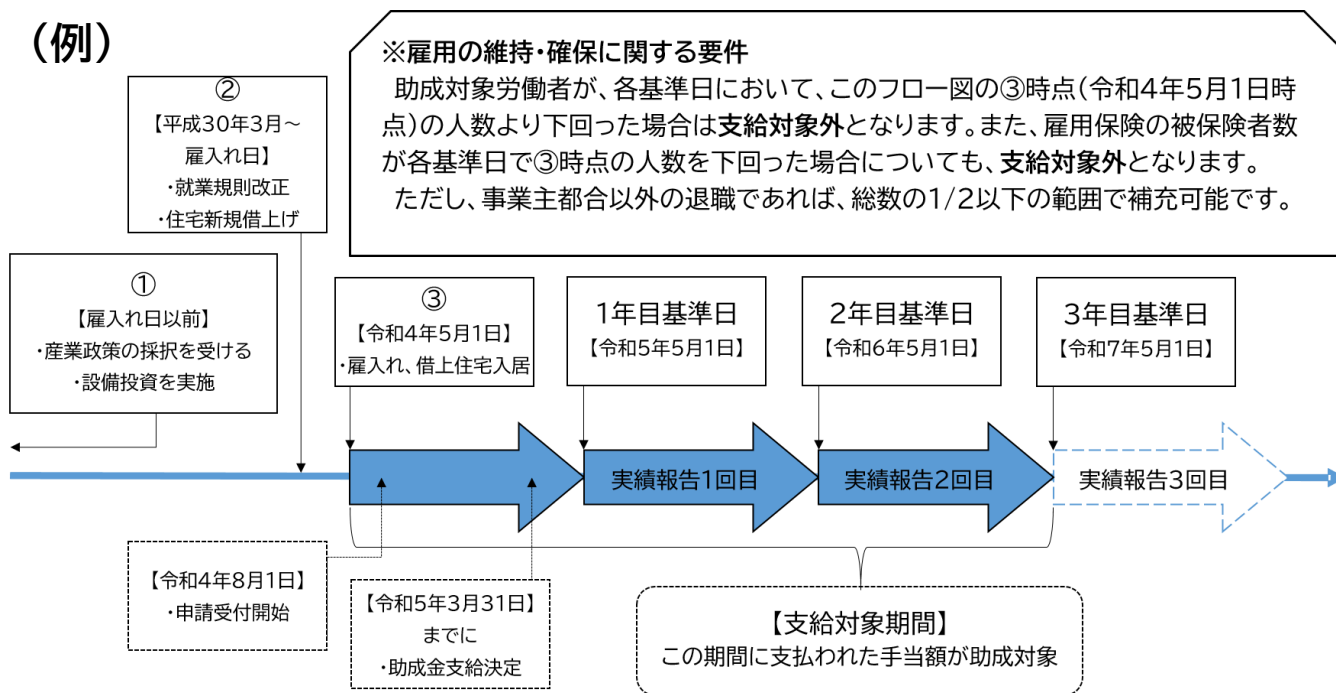 (例)
※雇用の維持・確保に関する要件
助成対象労働者が、各基準日において、このフロー図の③時点(令和4年5月1日時
点)の人数より下回った場合は支給対象外となります。また、雇用保険の被保険者数
が各基準日で③時点の人数を下回った場合についても、支給対象外となります。
ただし、事業主都合以外の退職であれば、総数の1/2以下の範囲で補充可能です。
②
【平成30年3月～
雇入れ日】
・就業規則改正
・住宅新規借上げ
①
【雇入れ日以前】
・産業政策の採択を受ける
・設備投資を実施
③
【令和4年5月1日】
・雇入れ、借上住宅入居
1年目基準日
【令和5年5月1日】
2年目基準日
【令和6年5月1日】
3年目基準日
【令和7年5月1日】
実績報告1回目
実績報告2回目
実績報告3回目
【令和4年8月1日】
・申請受付開始
【令和5年3月31日】
までに
・助成金支給決定
【支給対象期間】
この期間に支払われた手当額が助成対象